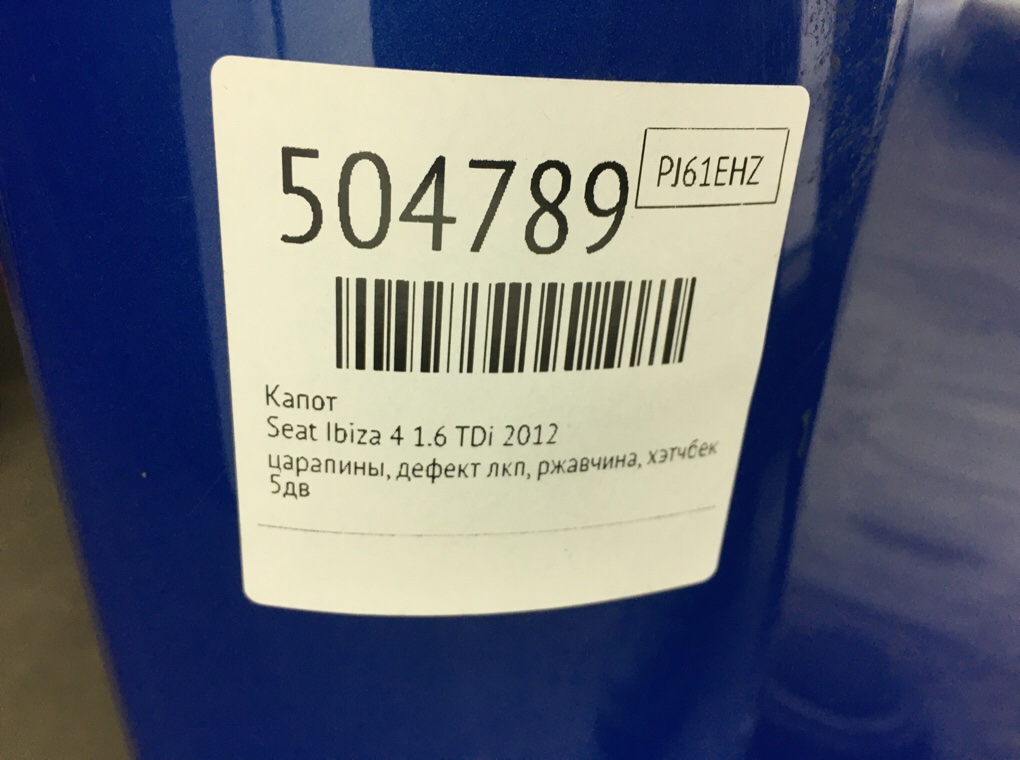 504789
PJ61EHZ
Капот
Seat Ibiza 4 1.6 TDi 2012
царапины, дефект лкп, ржавчина, хэтчбек
5дв